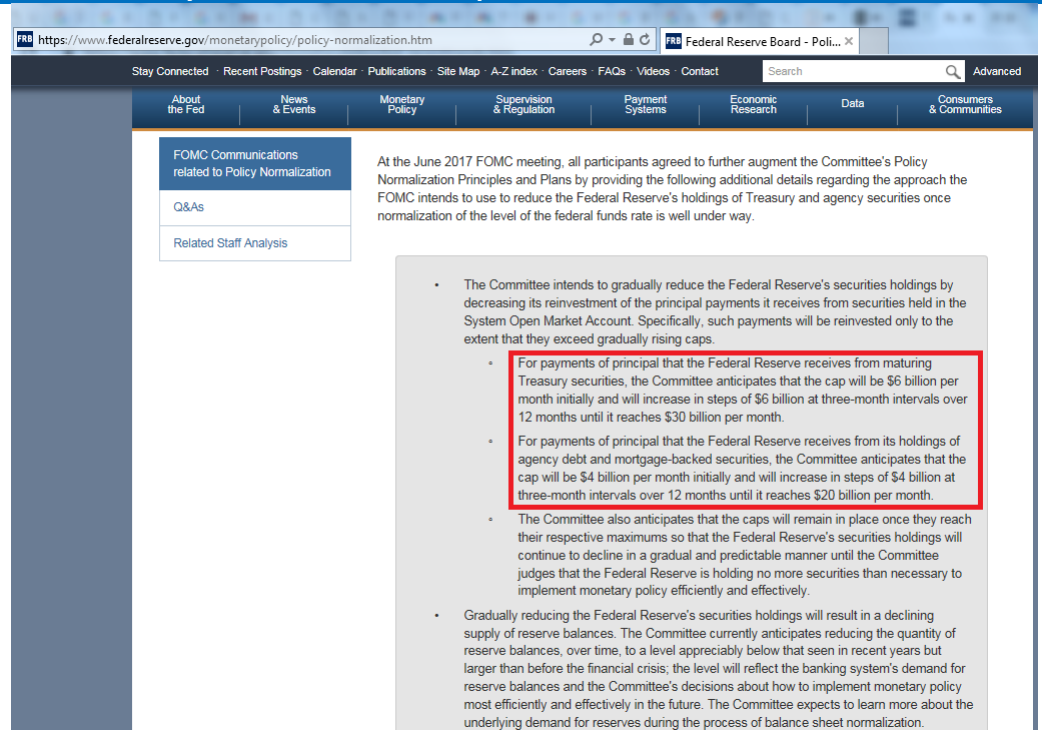 FRB https://www.federalreserve.gov/monetarypolicy/policy-normalization.htm
FRB Federal Reserve Board - Poli... ×
Stay Connected · Recent Postings · Calendar · Publications · Site Map · A-Z index · Careers · FAQs · Videos · Contact Search Advanced
About the Fed
News & Events
Monetary Policy
Supervision & Regulation
Payment Systems
Economic Research
Data
Consumers & Communities
FOMC Communications
related to Policy Normalization
Q&As
Related Staff Analysis
At the June 2017 FOMC meeting, all participants agreed to further augment the Committee's Policy
Normalization Principles and Plans by providing the following additional details regarding the approach the
FOMC intends to use to reduce the Federal Reserve's holdings of Treasury and agency securities once
normalization of the level of the federal funds rate is well under way.
• The Committee intends to gradually reduce the Federal Reserve's securities holdings by
decreasing its reinvestment of the principal payments it receives from securities held in the
System Open Market Account. Specifically, such payments will be reinvested only to the
extent that they exceed gradually rising caps.
◦ For payments of principal that the Federal Reserve receives from maturing
Treasury securities, the Committee anticipates that the cap will be $6 billion per
month initially and will increase in steps of $6 billion at three-month intervals over
12 months until it reaches $30 billion per month.
◦ For payments of principal that the Federal Reserve receives from its holdings of
agency debt and mortgage-backed securities, the Committee anticipates that the
cap will be $4 billion per month initially and will increase in steps of $4 billion at
three-month intervals over 12 months until it reaches $20 billion per month.
◦ The Committee also anticipates that the caps will remain in place once they reach
their respective maximums so that the Federal Reserve's securities holdings will
continue to decline in a gradual and predictable manner until the Committee
judges that the Federal Reserve is holding no more securities than necessary to
implement monetary policy efficiently and effectively.
• Gradually reducing the Federal Reserve's securities holdings will result in a declining
supply of reserve balances. The Committee currently anticipates reducing the quantity of
reserve balances, over time, to a level appreciably below that seen in recent years but
larger than before the financial crisis; the level will reflect the banking system's demand for
reserve balances and the Committee's decisions about how to implement monetary policy
most efficiently and effectively in the future. The Committee expects to learn more about the
underlying demand for reserves during the process of balance sheet normalization.